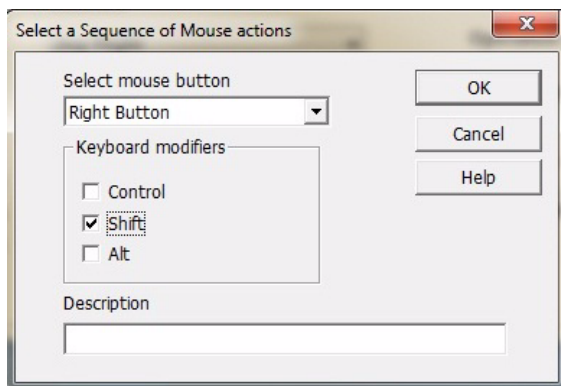 Select a Sequence of Mouse actions
Select mouse button
Right Button
OK
Cancel
Help
Keyboard modifiers
Control
Shift
Alt
Description